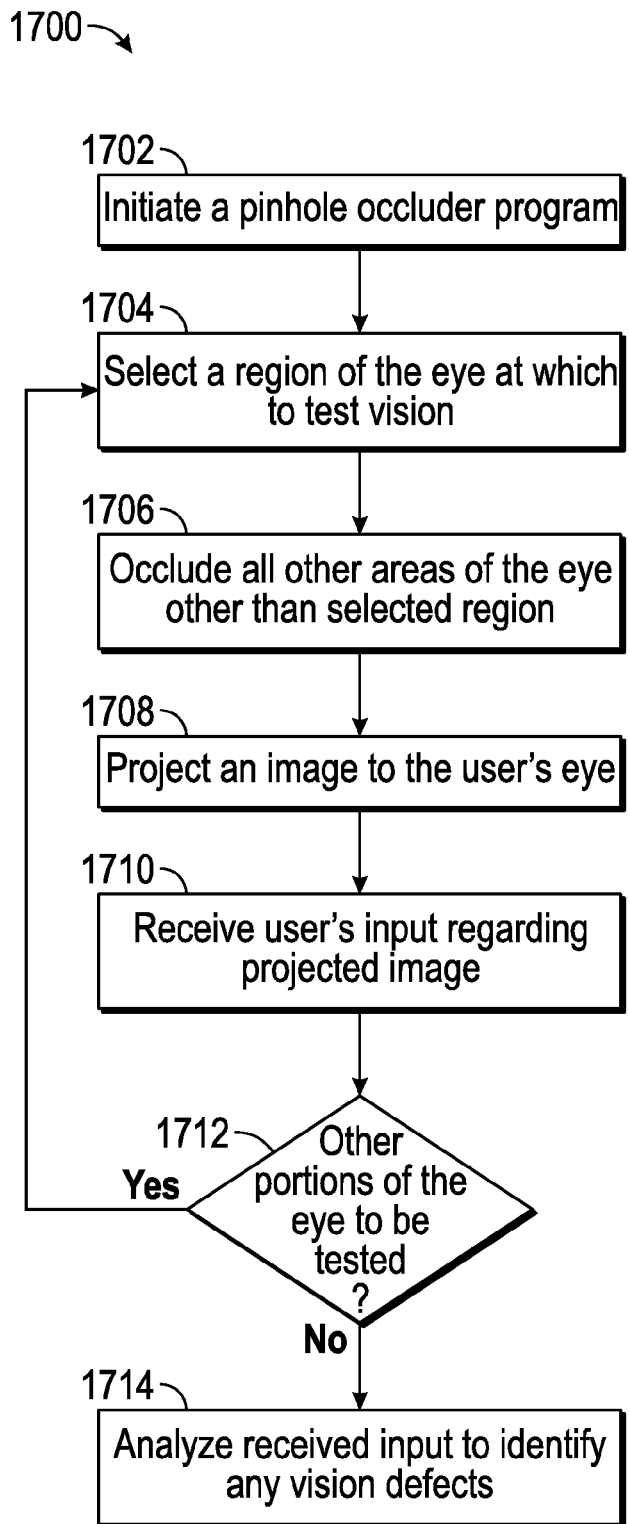 1700
1702
Initiate a pinhole occluder program
1704
Select a region of the eye at which
to test vision
1706
Occlude all other areas of the eye
other than selected region
1708
Project an image to the user's eye
1710
Receive user's input regarding
projected image
1712
Other
portions of the
eye to be
tested
?
Yes
No
1714
Analyze received input to identify
any vision defects